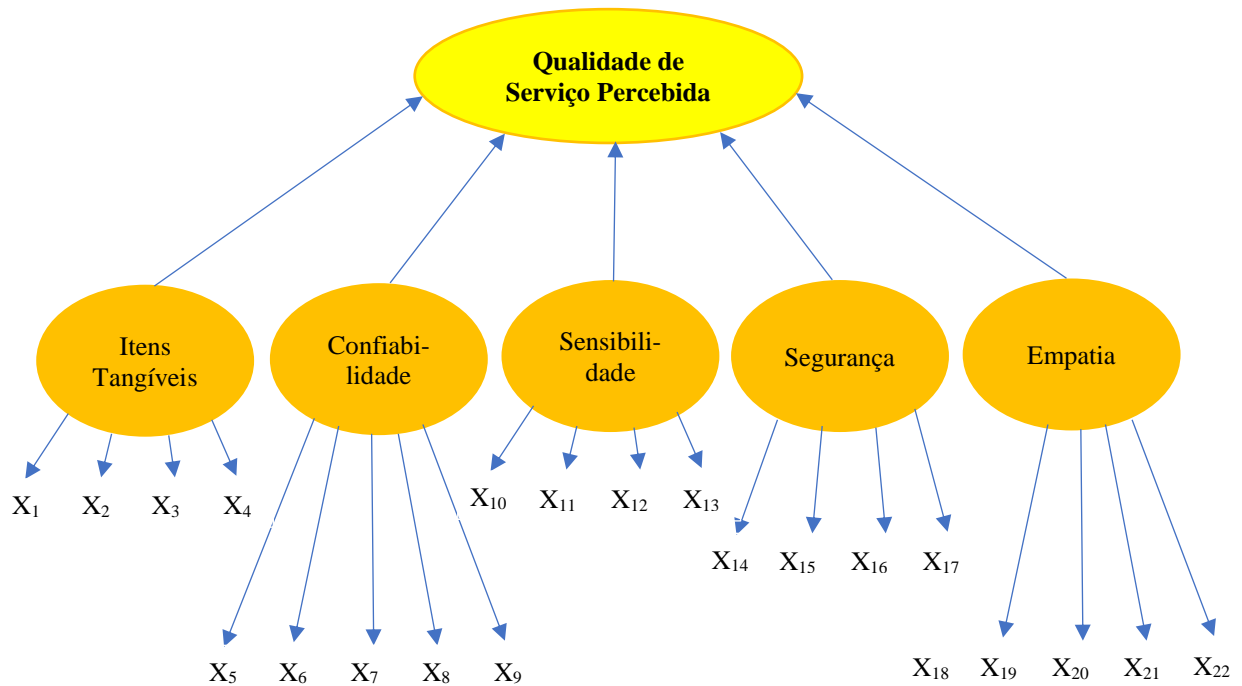 Qualidade de
Serviço Percebida
Itens
Tangíveis
Confiabi-
lidade
Sensibili-
dade
Segurança
Empatia
X₁ X₂ X₃ X₄
X₁₀ X₁₁ X₁₂ X₁₃
X₁₄ X₁₅ X₁₆ X₁₇
X₅ X₆ X₇ X₈ X₉
X₁₈ X₁₉ X₂₀ X₂₁ X₂₂